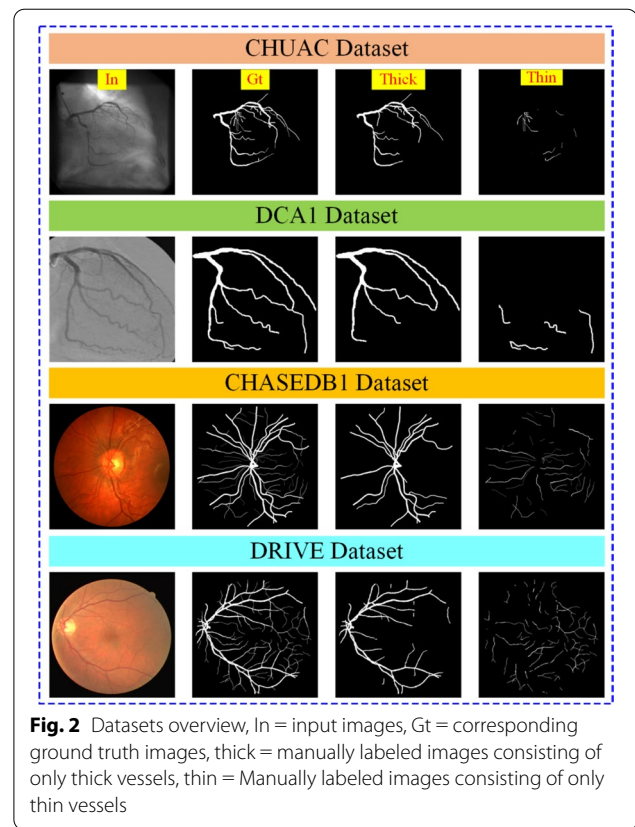 CHUAC Dataset
In Gt Thick Thin
DCA1 Dataset
CHASEDB1 Dataset
DRIVE Dataset
Fig. 2 Datasets overview, In = input images, Gt = corresponding
ground truth images, thick = manually labeled images consisting of
only thick vessels, thin = Manually labeled images consisting of only
thin vessels